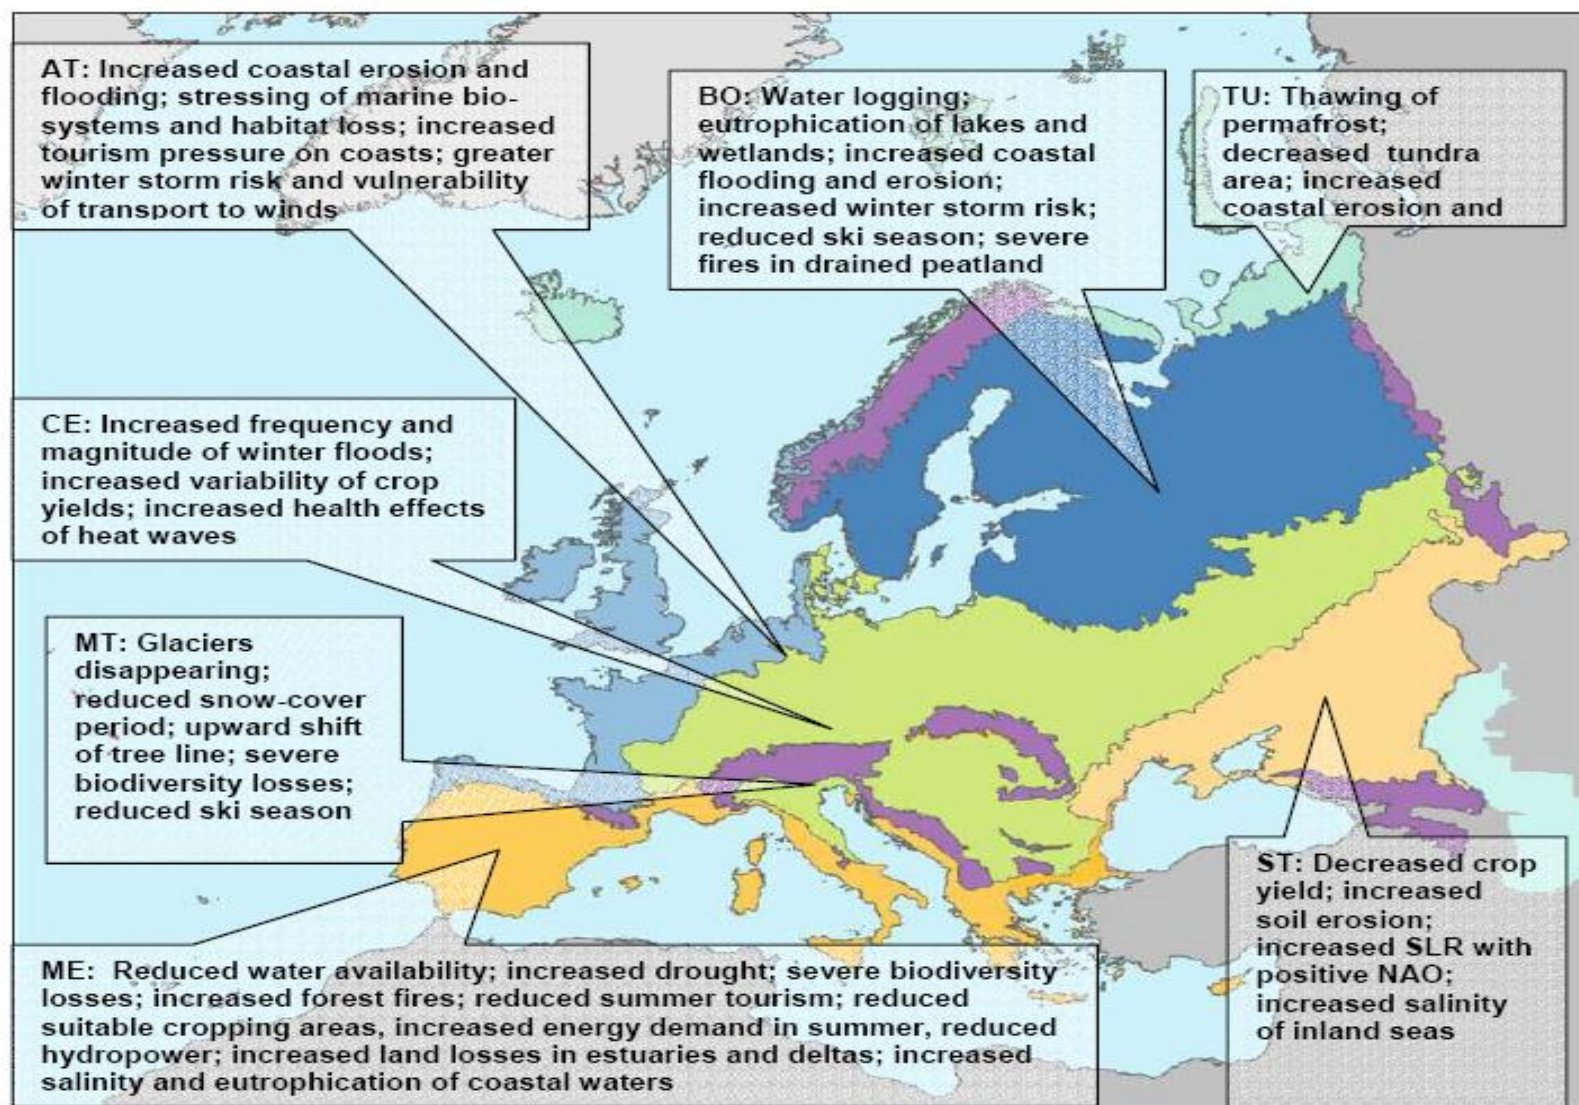 AT: Increased coastal erosion and
flooding; stressing of marine bio-
systems and habitat loss; increased
tourism pressure on coasts; greater
winter storm risk and vulnerability
of transport to winds
BO: Water logging;
eutrophication of lakes and
wetlands; increased coastal
flooding and erosion;
increased winter storm risk;
reduced ski season; severe
fires in drained peatland
TU: Thawing of
permafrost;
decreased tundra
area; increased
coastal erosion and
CE: Increased frequency and
magnitude of winter floods;
increased variability of crop
yields; increased health effects
of heat waves
MT: Glaciers
disappearing;
reduced snow-cover
period; upward shift
of tree line; severe
biodiversity losses;
reduced ski season
ST: Decreased crop
yield; increased
soil erosion;
increased SLR with
positive NAO;
increased salinity
of inland seas
ME: Reduced water availability; increased drought; severe biodiversity
losses; increased forest fires; reduced summer tourism; reduced
suitable cropping areas, increased energy demand in summer, reduced
hydropower; increased land losses in estuaries and deltas; increased
salinity and eutrophication of coastal waters